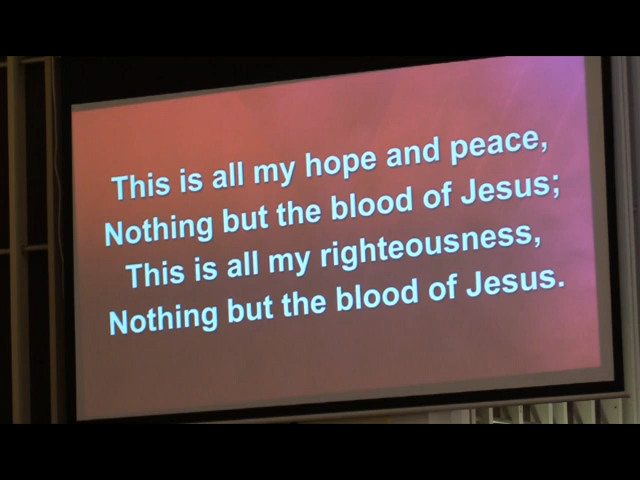 This is all my hope and peace,
Nothing but the blood of Jesus;
This is all my righteousness,
Nothing but the blood of Jesus.